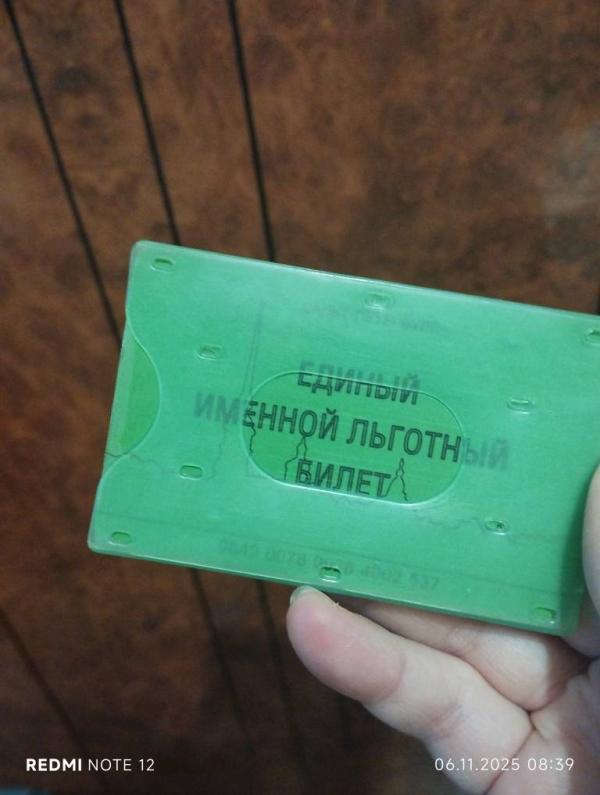 ЕДИНЫЙ
ИМЕННОЙ ЛЬГОТНЫЙ
БИЛЕТ
REDMI NOTE 12
06.11.2025 08:39